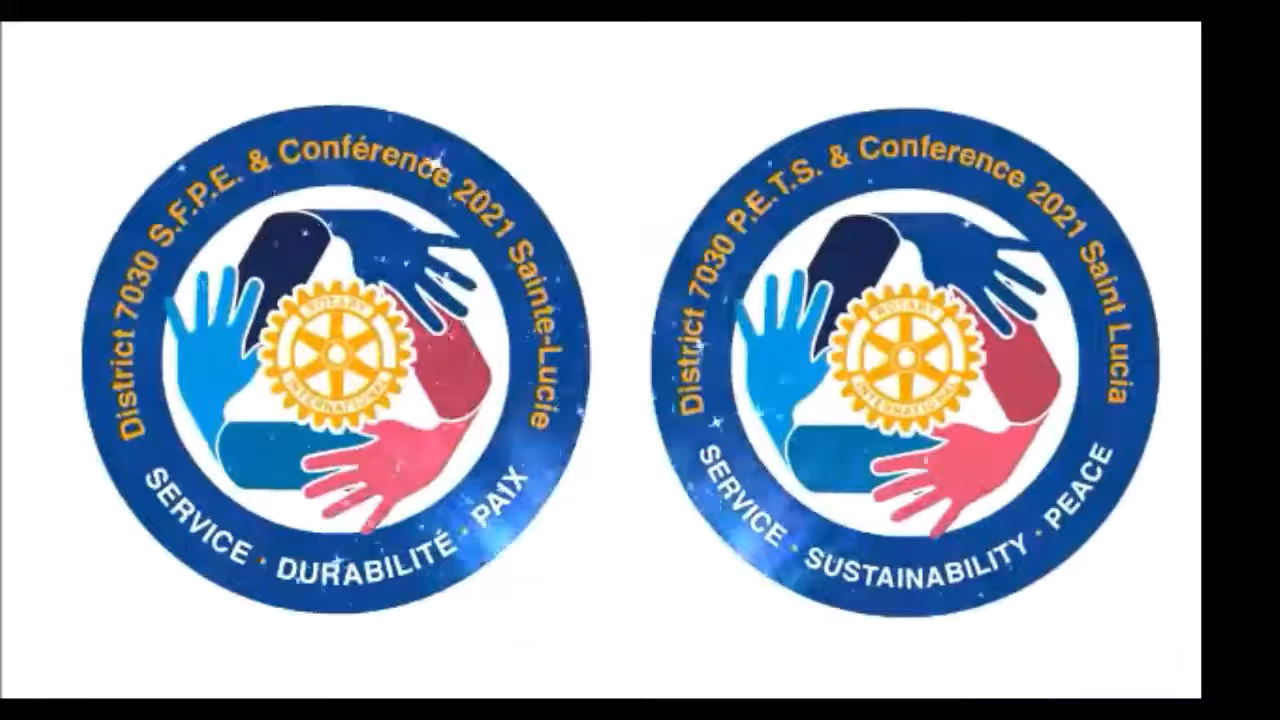 District 7030 S.F.P.E. & Conférence 2021 Sainte-Lucie
ROTARY
INTERNATIONAL
SERVICE · DURABILITÉ · PAIX
District 7030 P.E.T.S. & Conference 2021 Saint Lucia
ROTARY
INTERNATIONAL
SERVICE · SUSTAINABILITY · PEACE